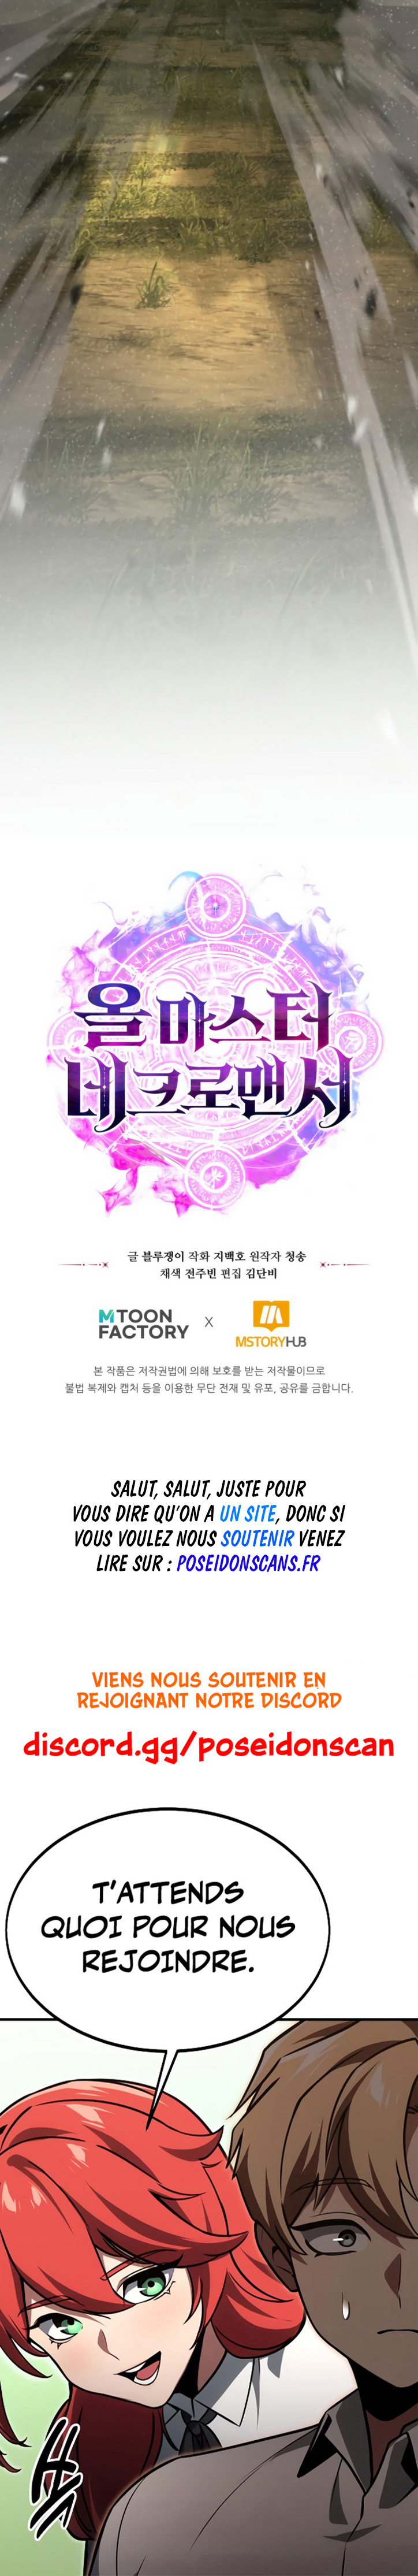 올 마스터
네크로맨서
글 블루쟁이 작화 지백호 원작자 청송
채색 전주빈 편집 김단비
MTOON
FACTORY
X
MSTORYHUB
본 작품은 저작권법에 의해 보호를 받는 저작물이므로
불법 복제와 캡처 등을 이용한 무단 전재 및 유포, 공유를 금합니다.
SALUT, SALUT, JUSTE POUR
VOUS DIRE QU'ON A UN SITE, DONC SI
VOUS VOULEZ NOUS SOUTENIR VENEZ
LIRE SUR : POSEIDONSCANS.FR
VIENS NOUS SOUTENIR EN
REJOIGNANT NOTRE DISCORD
discord.gg/poseidonscan
T'ATTENDS
QUOI POUR NOUS
REJOINDRE.